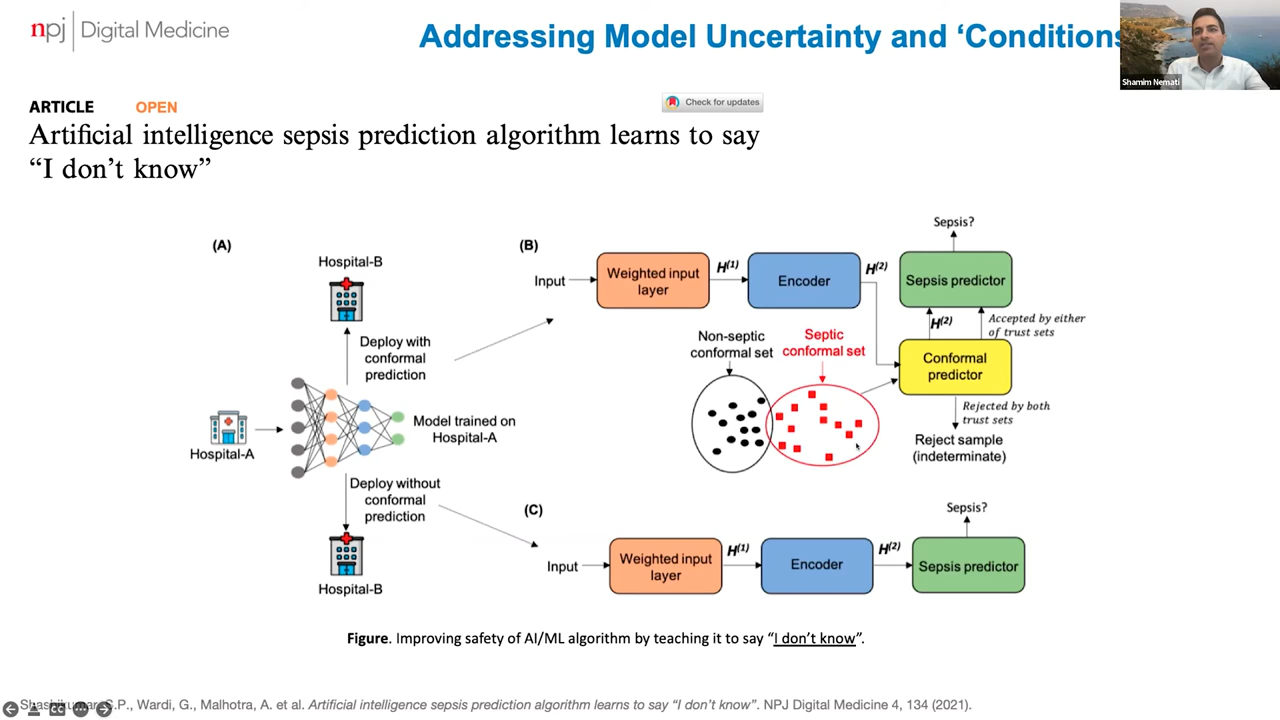 npj | Digital Medicine
Addressing Model Uncertainty and ‘Conditions
Shamim Nemati
ARTICLE OPEN
Check for updates
Artificial intelligence sepsis prediction algorithm learns to say
“I don’t know”
(A)
Hospital-B
Deploy with
conformal
prediction
Hospital-A
Model trained on
Hospital-A
Deploy without
conformal
prediction
Hospital-B
(B)
Sepsis?
Input
Weighted input
layer
H(1)
Encoder
H(2)
Sepsis predictor
H(2)
Accepted by either
of trust sets
Non-septic
conformal set
Septic
conformal set
Conformal
predictor
Rejected by both
trust sets
Reject sample
(indeterminate)
(C)
Sepsis?
Input
Weighted input
layer
H(1)
Encoder
H(2)
Sepsis predictor
Figure. Improving safety of AI/ML algorithm by teaching it to say “I don’t know”.
S.P., Wardi, G., Malhotra, A. et al. Artificial intelligence sepsis prediction algorithm learns to say “I don’t know”. NPJ Digital Medicine 4, 134 (2021).